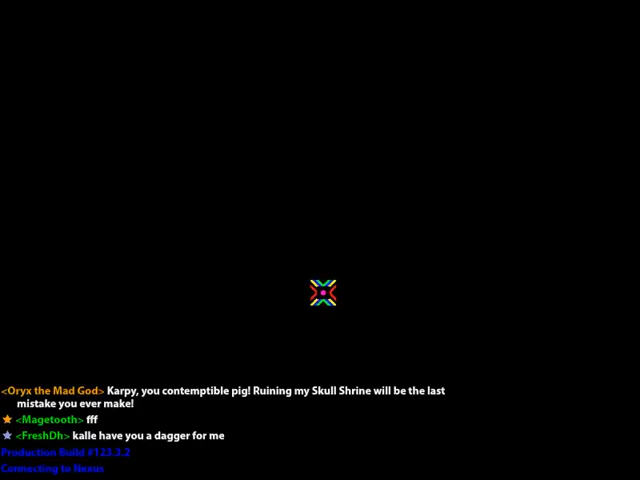 <Oryx the Mad God> Karpy, you contemptible pig! Ruining my Skull Shrine will be the last
mistake you ever make!
<Magetooth> fff
<FreshDh> kalle have you a dagger for me
Production Build #123.3.2
Connecting to Nexus